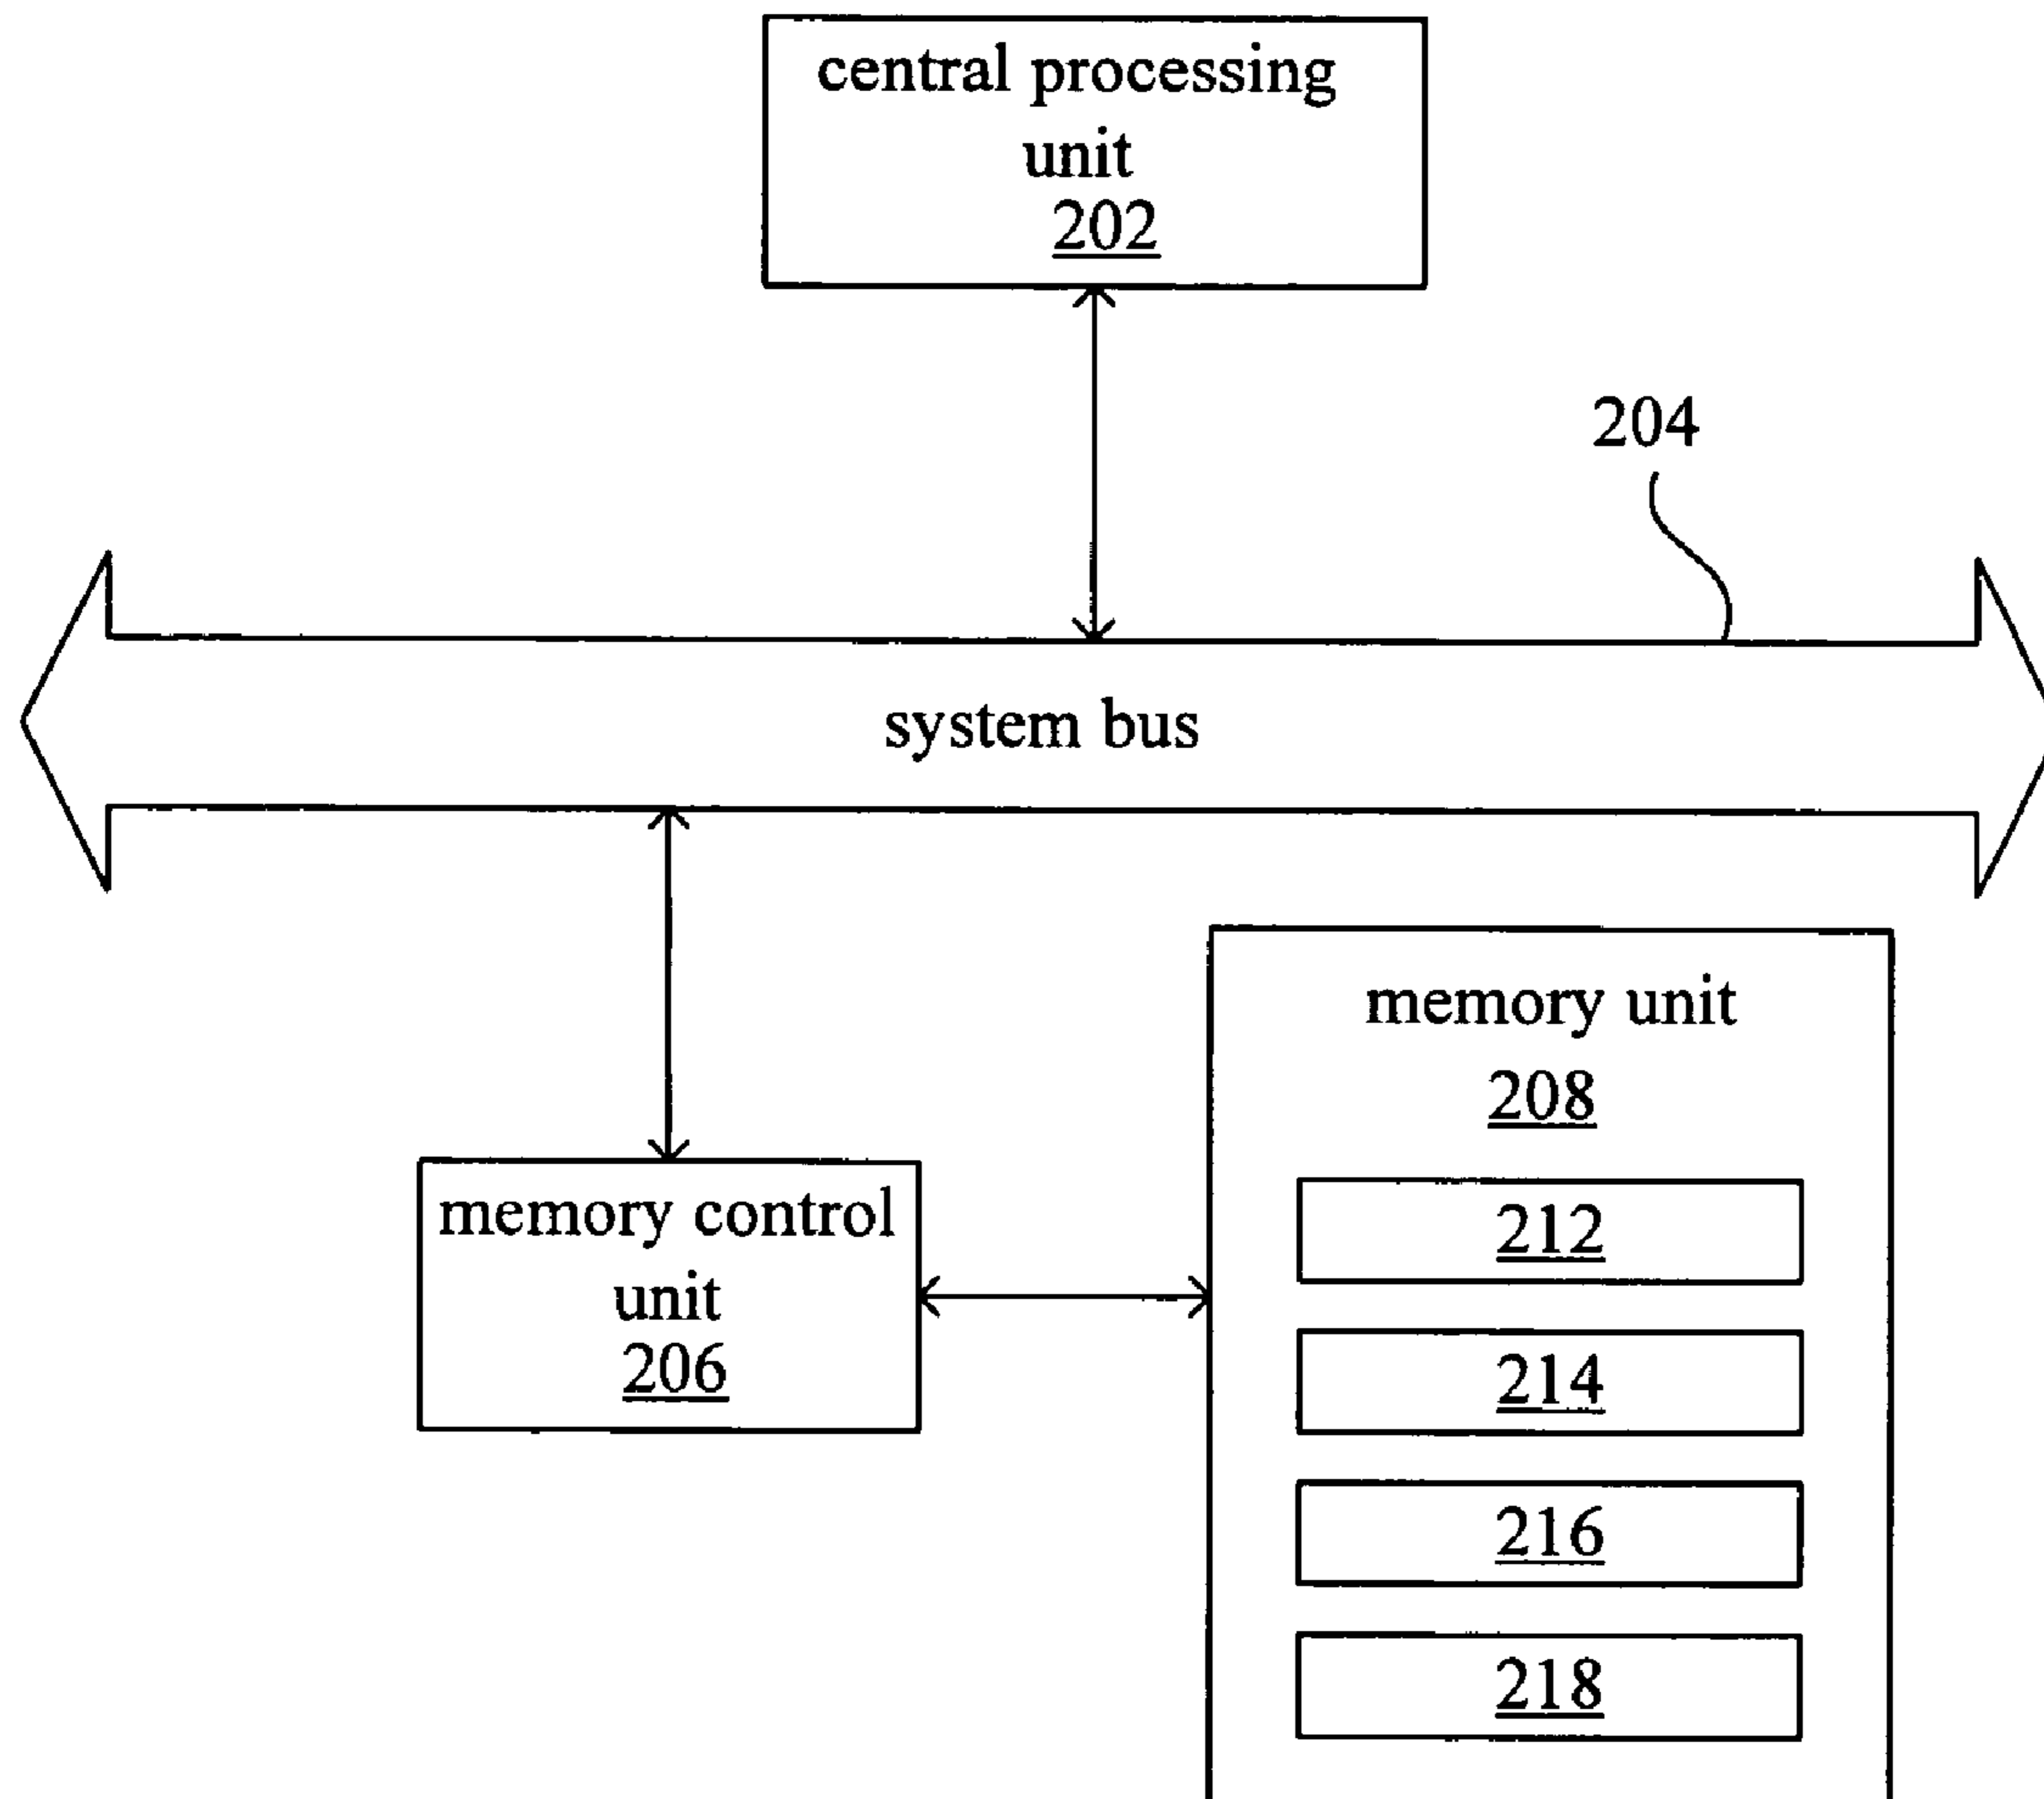 central processing
unit
202
204
system bus
memory unit
208
memory control
unit
206
212
214
216
218